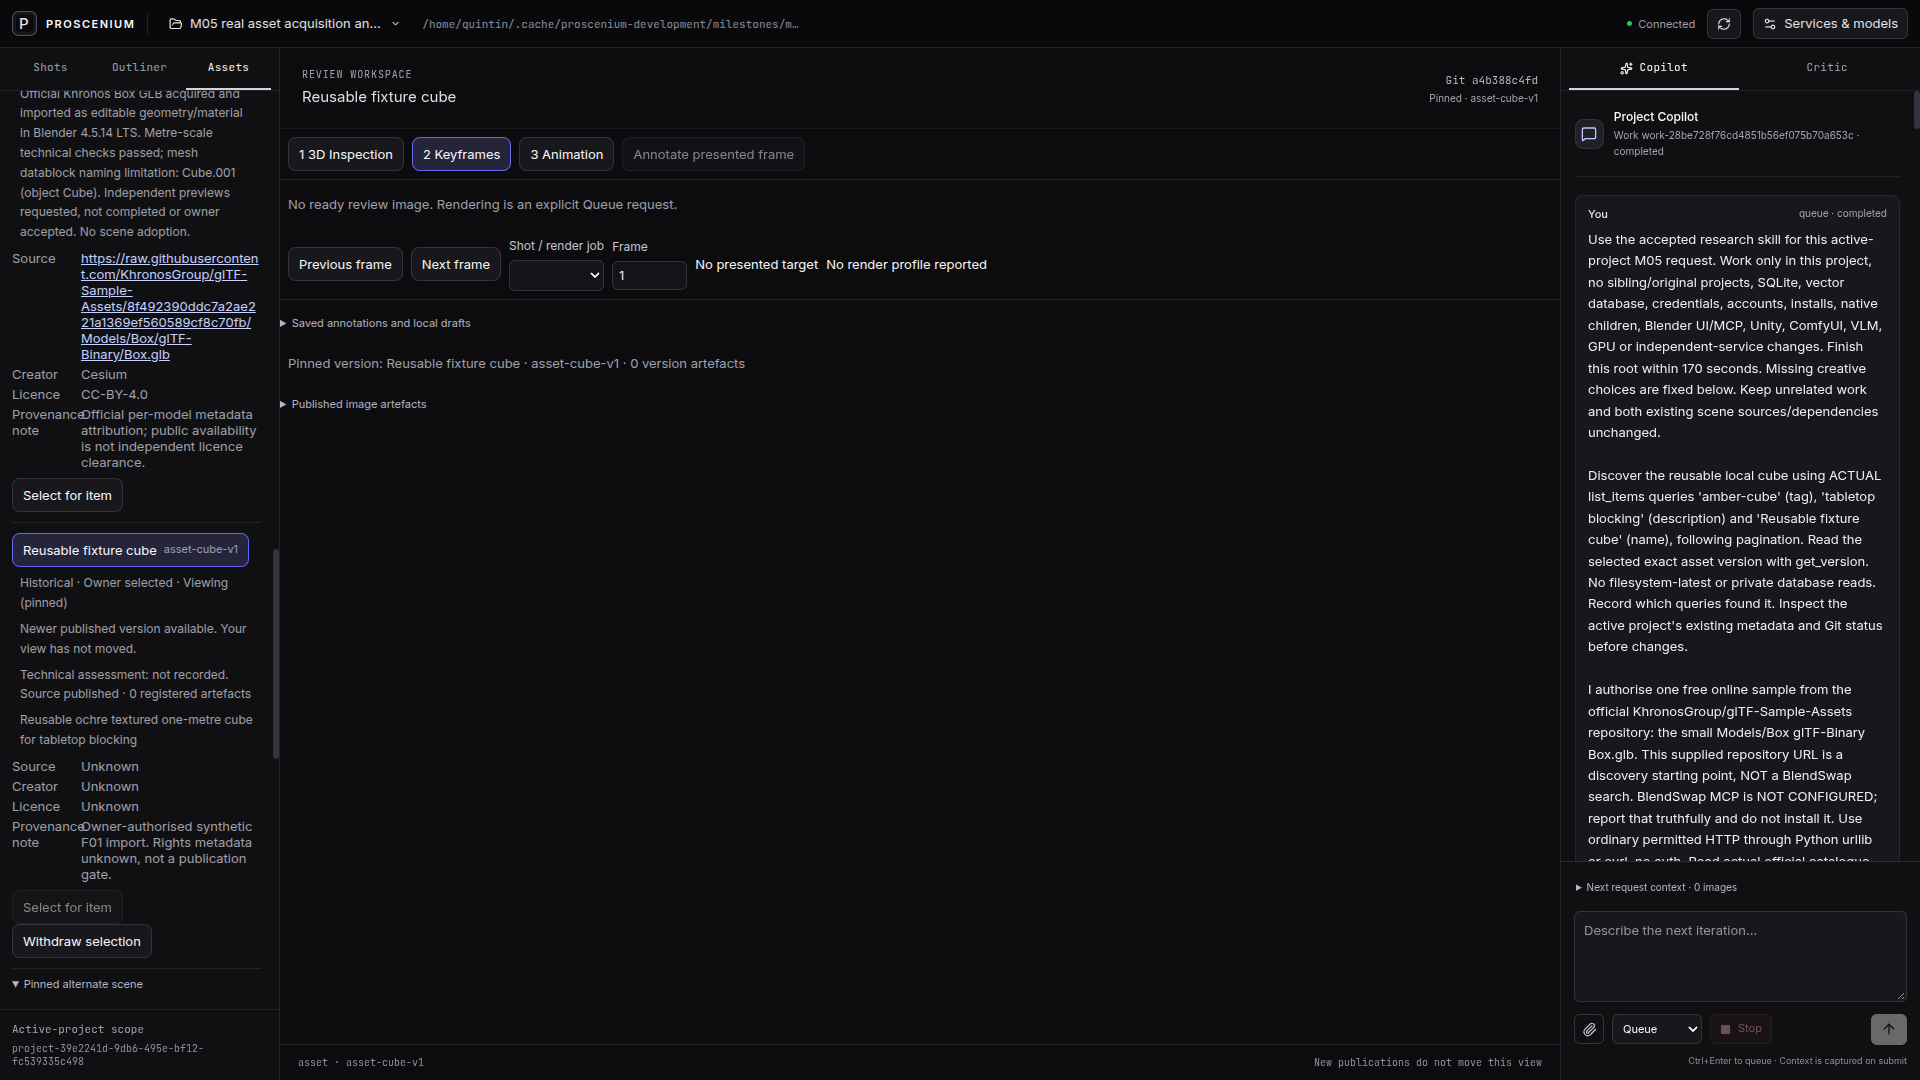 P PROSCENIUM
M05 real asset acquisition an...
/home/quintin/.cache/proscenium-development/milestones/m…
Connected
Services & models
Shots
Outliner
Assets
Official Khronos Box GLB acquired and
imported as editable geometry/material
in Blender 4.5.14 LTS. Metre-scale
technical checks passed; mesh
datablock naming limitation: Cube.001
(object Cube). Independent previews
requested, not completed or owner
accepted. No scene adoption.
Source
https://raw.githubuserconten
t.com/KhronosGroup/glTF-
Sample-
Assets/8f492390ddc7a2ae2
21a1369ef560589cf8c70fb/
Models/Box/glTF-
Binary/Box.glb
Creator Cesium
Licence CC-BY-4.0
Provenance note
Official per-model metadata
attribution; public availability
is not independent licence
clearance.
Select for item
Reusable fixture cube asset-cube-v1
Historical · Owner selected · Viewing
(pinned)
Newer published version available. Your
view has not moved.
Technical assessment: not recorded.
Source published · 0 registered artefacts
Reusable ochre textured one-metre cube
for tabletop blocking
Source Unknown
Creator Unknown
Licence Unknown
Provenance note
Owner-authorised synthetic
F01 import. Rights metadata
unknown, not a publication
gate.
Select for item
Withdraw selection
Pinned alternate scene
Active-project scope
project-39e2241d-9db6-495e-bf12-
fc539335c498
REVIEW WORKSPACE
Reusable fixture cube
Git a4b388c4fd
Pinned · asset-cube-v1
1 3D Inspection
2 Keyframes
3 Animation
Annotate presented frame
No ready review image. Rendering is an explicit Queue request.
Previous frame
Next frame
Shot / render job
Frame
1
No presented target
No render profile reported
Saved annotations and local drafts
Pinned version: Reusable fixture cube · asset-cube-v1 · 0 version artefacts
Published image artefacts
asset · asset-cube-v1
New publications do not move this view
Copilot
Critic
Project Copilot
Work work-28be728f76cd4851b56ef075b70a653c ·
completed
You
queue · completed
Use the accepted research skill for this active-
project M05 request. Work only in this project,
no sibling/original projects, SQLite, vector
database, credentials, accounts, installs, native
children, Blender UI/MCP, Unity, ComfyUI, VLM,
GPU or independent-service changes. Finish
this root within 170 seconds. Missing creative
choices are fixed below. Keep unrelated work
and both existing scene sources/dependencies
unchanged.
Discover the reusable local cube using ACTUAL
list_items queries 'amber-cube' (tag), 'tabletop
blocking' (description) and 'Reusable fixture
cube' (name), following pagination. Read the
selected exact asset version with get_version.
No filesystem-latest or private database reads.
Record which queries found it. Inspect the
active project's existing metadata and Git status
before changes.
I authorise one free online sample from the
official KhronosGroup/glTF-Sample-Assets
repository: the small Models/Box glTF-Binary
Box.glb. This supplied repository URL is a
discovery starting point, NOT a BlendSwap
search. BlendSwap MCP is NOT CONFIGURED;
report that truthfully and do not install it. Use
ordinary permitted HTTP through Python urllib
or curl, no auth. Read actual official catalogue
Next request context · 0 images
Describe the next iteration...
Queue
Stop
Ctrl+Enter to queue · Context is captured on submit